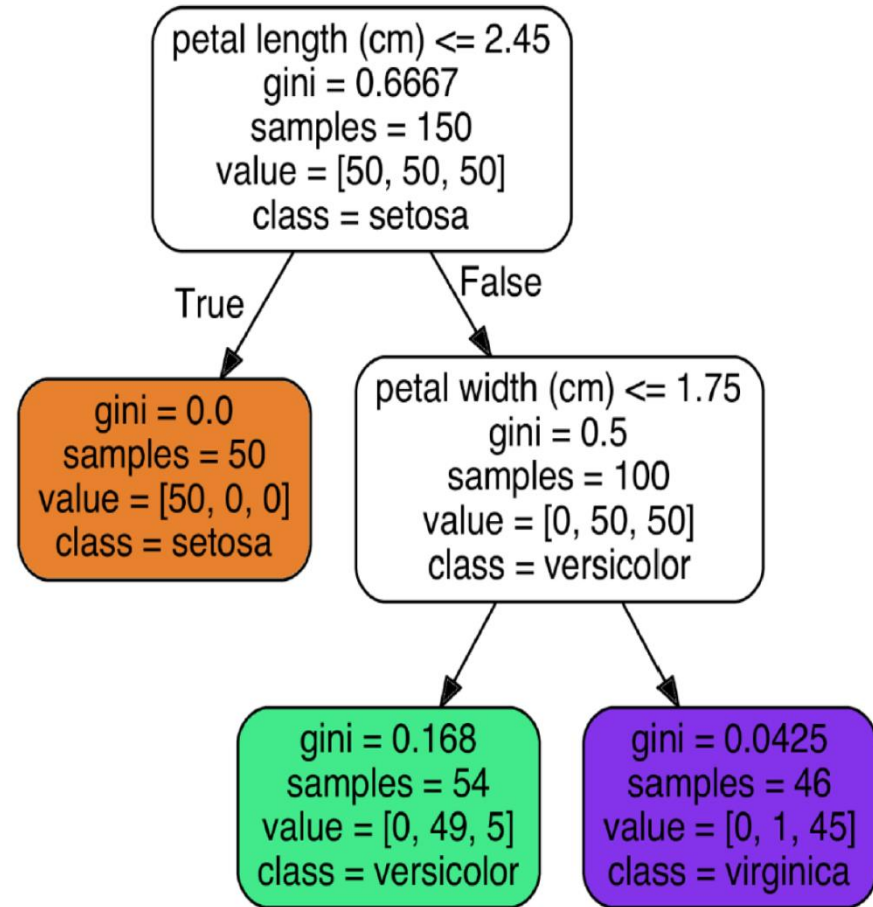 petal length (cm) <= 2.45
gini = 0.6667
samples = 150
value = [50, 50, 50]
class = setosa
True
False
gini = 0.0
samples = 50
value = [50, 0, 0]
class = setosa
petal width (cm) <= 1.75
gini = 0.5
samples = 100
value = [0, 50, 50]
class = versicolor
gini = 0.168
samples = 54
value = [0, 49, 5]
class = versicolor
gini = 0.0425
samples = 46
value = [0, 1, 45]
class = virginica